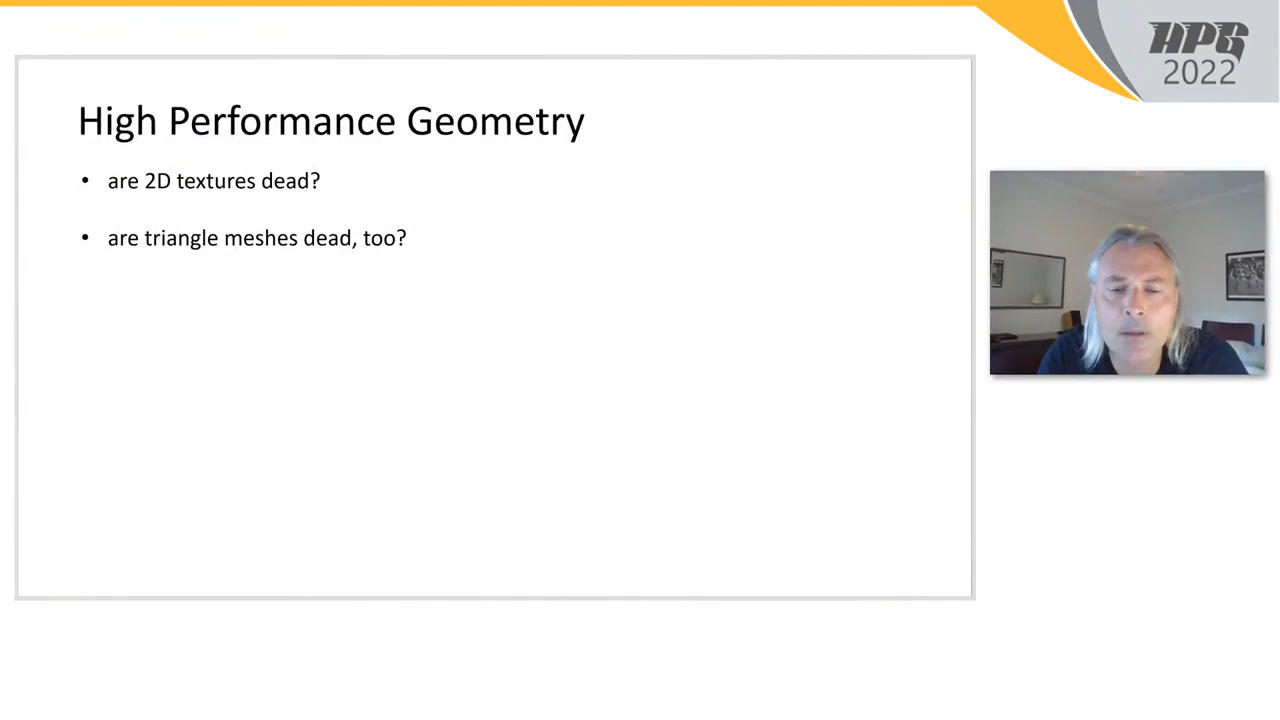 HPG
2022
High Performance Geometry
• are 2D textures dead?
• are triangle meshes dead, too?